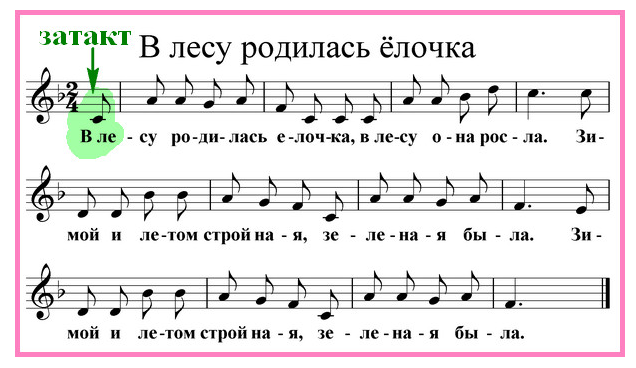 затакт
В лесу родилась ёлочка
2
4
В ле - су ро-ди-лась е-лоч-ка, в ле-су о-на рос - ла. Зи-
мой и ле-том строй на - я, зе - ле-на - я бы - ла. Зи-
мой и ле-том строй на - я, зе - ле-на - я бы - ла.